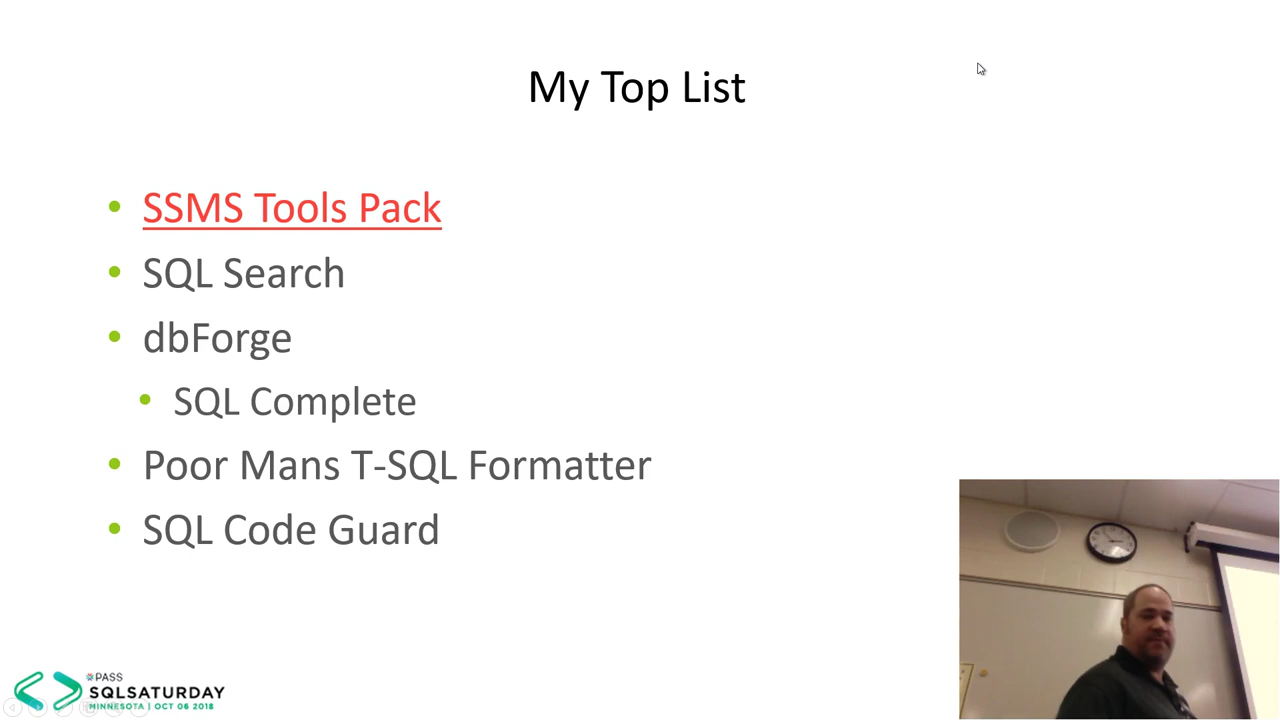 My Top List
SSMS Tools Pack
SQL Search
dbForge
SQL Complete
Poor Mans T-SQL Formatter
SQL Code Guard
PASS
SQLSATURDAY
MINNESOTA | OCT 06 2018